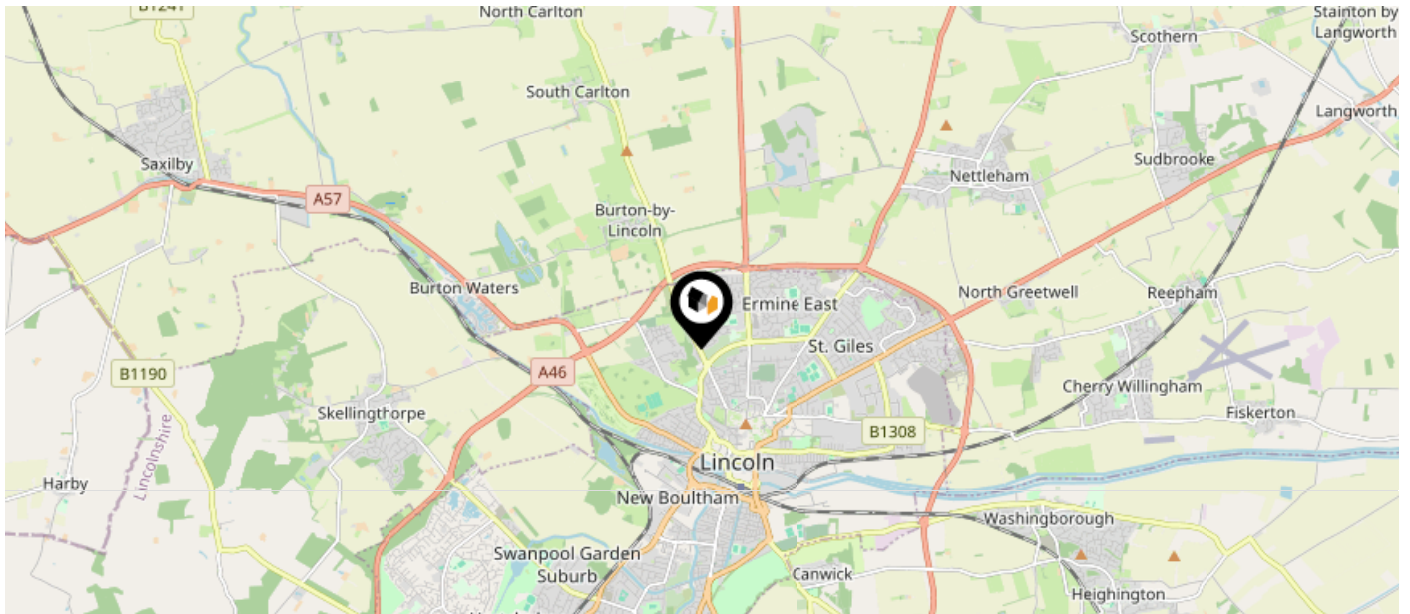 B1241
North Carlton
Stainton by
Langworth
Scothern
South Carlton
Langworth
Saxilby
Sudbrooke
Nettleham
A57
Burton-by-
Lincoln
Burton Waters
Ermine East
North Greetwell
Reepham
St. Giles
B1190
A46
Cherry Willingham
Skellingthorpe
Fiskerton
B1308
Lincolnshire
Lincoln
Harby
New Boultham
Washingborough
Swanpool Garden
Suburb
Canwick
Heighington